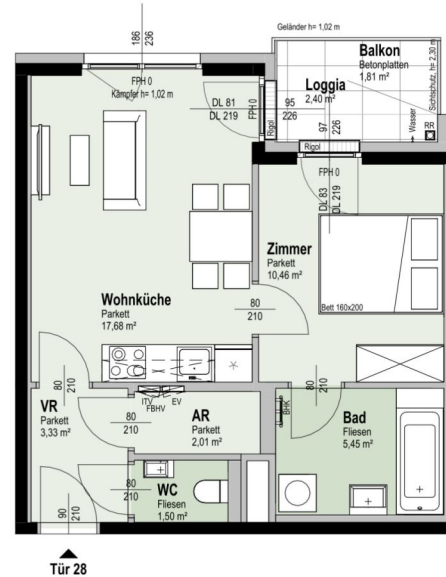 Geländer h= 1,02 m
186
236
Balkon
Betonplatten
1,81 m²
Sichtschutz, h= 2,30 m
FPH 0
Kämpfer h= 1,02 m
Loggia
2,40 m²
DL 81
DL 219
FPH 0
95
226
Rigol
97
226
Wasser
RR
Rigol
FPH 0
DL 83
DL 219
Zimmer
Parkett
10,46 m²
Bett 160x200
Wohnküche
Parkett
17,68 m²
80
210
80
210
80
210
ITV
EV
FBHV
VR
Parkett
3,33 m²
80
210
AR
Parkett
2,01 m²
BHK
Bad
Fliesen
5,45 m²
80
210
WC
Fliesen
1,50 m²
90
210
Tür 28